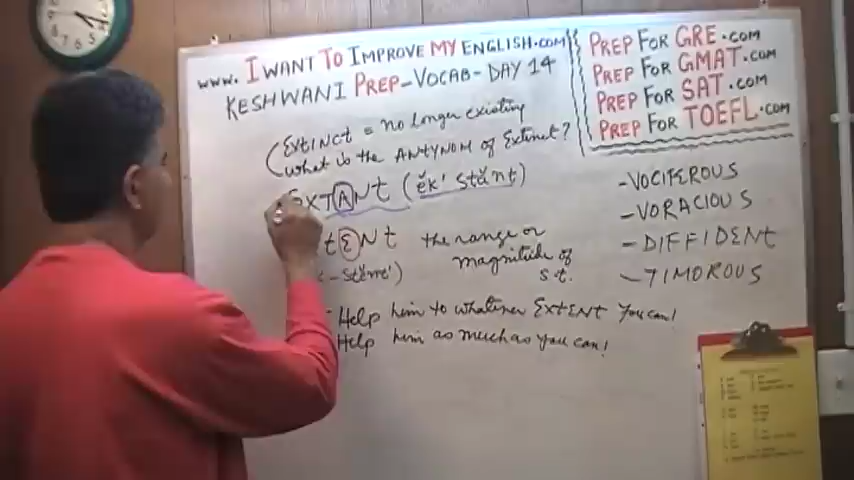 www. I WANT TO IMPROVE MY ENGLISH.COM
KESHWANI PREP-VOCAB-DAY 14
(EXTINCT = no longer existing
What is the ANTYNOM OF Extinct?
EXTANT (ĕk' stănt)
tENt the range or
magnitude of
s.t.
-stĕnt')
Help him to whatever EXTENT You can!
Help him as much as you can!
PREP FOR GRE.COM
PREP FOR GMAT.COM
PREP FOR SAT.COM
PREP FOR TOEFL.COM
-VOCIFEROUS
-VORACIOUS
-DIFFIDENT
-TIMOROUS